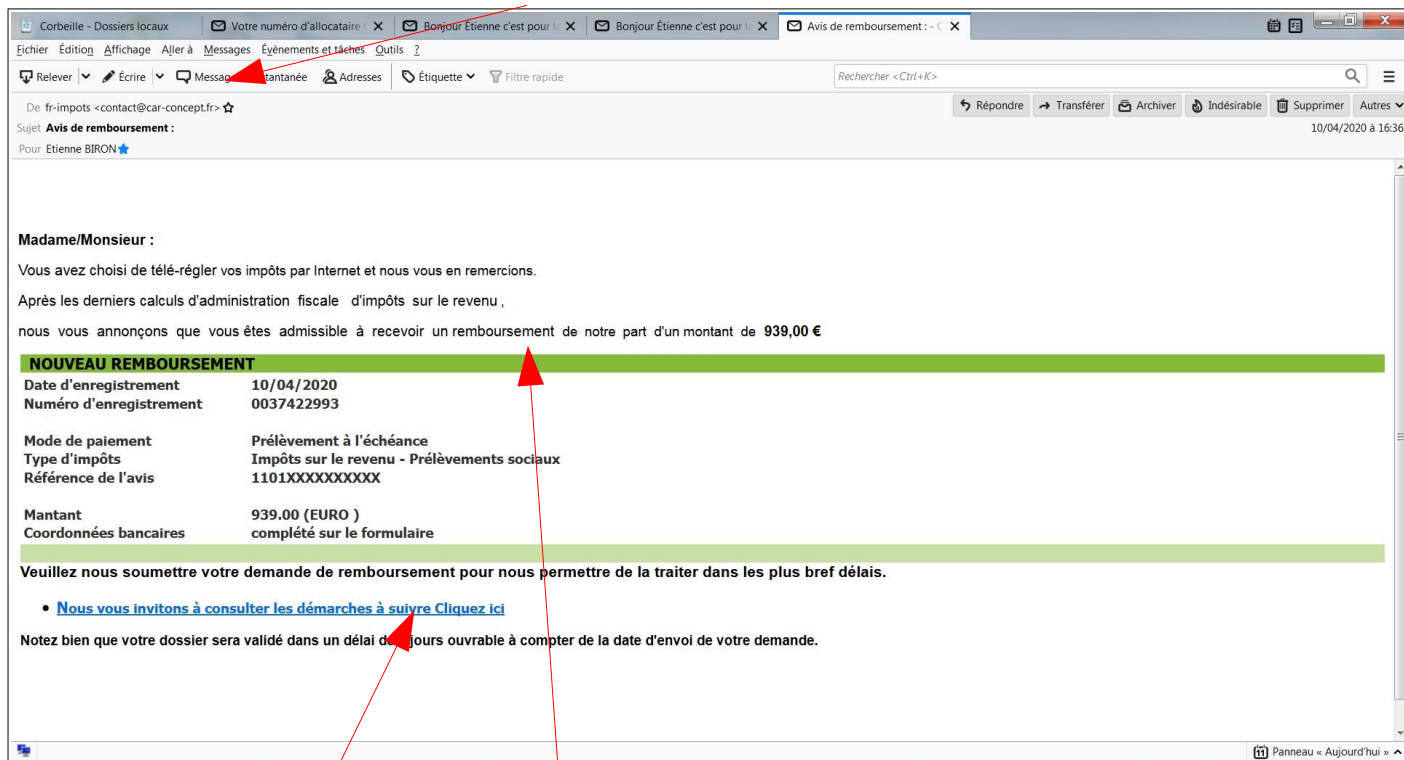 Corbeille - Dossiers locaux Votre numéro d'allocataire Bonjour Étienne c'est pour Bonjour Étienne c'est pour Avis de remboursement : -
Fichier Édition Affichage Aller à Messages Évènements et tâches Outils ?
Relever Écrire Adresses Étiquette Filtre rapide Rechercher <Ctrl+K>
De fr-impots <contact@car-concept.fr> Répondre Transférer Archiver Indésirable Supprimer Autres
Sujet Avis de remboursement : 10/04/2020 à 16:36
Pour Etienne BIRON
Madame/Monsieur :
Vous avez choisi de télé-régler vos impôts par Internet et nous vous en remercions.
Après les derniers calculs d'administration fiscale d'impôts sur le revenu ,
nous vous annonçons que vous êtes admissible à recevoir un remboursement de notre part d'un montant de 939,00 €
NOUVEAU REMBOURSEMENT
Date d'enregistrement 10/04/2020
Numéro d'enregistrement 0037422993
Mode de paiement Prélèvement à l'échéance
Type d'impôts Impôts sur le revenu - Prélèvements sociaux
Référence de l'avis 1101XXXXXXXXXX
Mantant 939.00 (EURO )
Coordonnées bancaires complété sur le formulaire
Veuillez nous soumettre votre demande de remboursement pour nous permettre de la traiter dans les plus bref délais.
• Nous vous invitons à consulter les démarches à suivre Cliquez ici
Notez bien que votre dossier sera validé dans un délai jours ouvrable à compter de la date d'envoi de votre demande.
11 Panneau « Aujourd'hui »